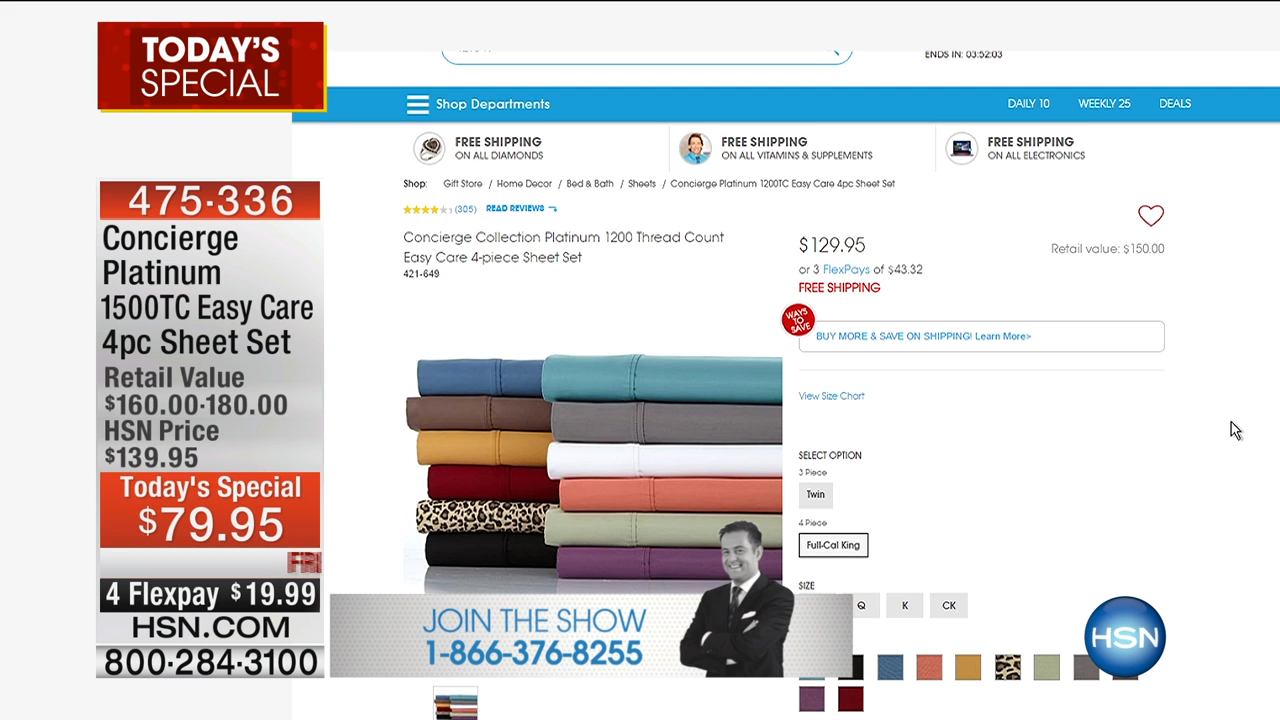 TODAY'S
SPECIAL
475-336
Concierge
Platinum
1500TC Easy Care
4pc Sheet Set
Retail Value
$160.00-180.00
HSN Price
$139.95
Today's Special
$79.95
4 Flexpay $19.99
HSN.COM
800-284-3100
ENDS IN: 03:52:03
Shop Departments
DAILY 10
WEEKLY 25
DEALS
FREE SHIPPING
ON ALL DIAMONDS
FREE SHIPPING
ON ALL VITAMINS & SUPPLEMENTS
FREE SHIPPING
ON ALL ELECTRONICS
Shop: Gift Store / Home Decor / Bed & Bath / Sheets / Concierge Platinum 1200TC Easy Care 4pc Sheet Set
(305) READ REVIEWS
Concierge Collection Platinum 1200 Thread Count
Easy Care 4-piece Sheet Set
421-649
$129.95
Retail value: $150.00
or 3 FlexPays of $43.32
FREE SHIPPING
WAYS
TO
SAVE
BUY MORE & SAVE ON SHIPPING! Learn More>
View Size Chart
SELECT OPTION
3 Piece
Twin
4 Piece
Full-Cal King
SIZE
Q
K
CK
JOIN THE SHOW
1-866-376-8255
HSN